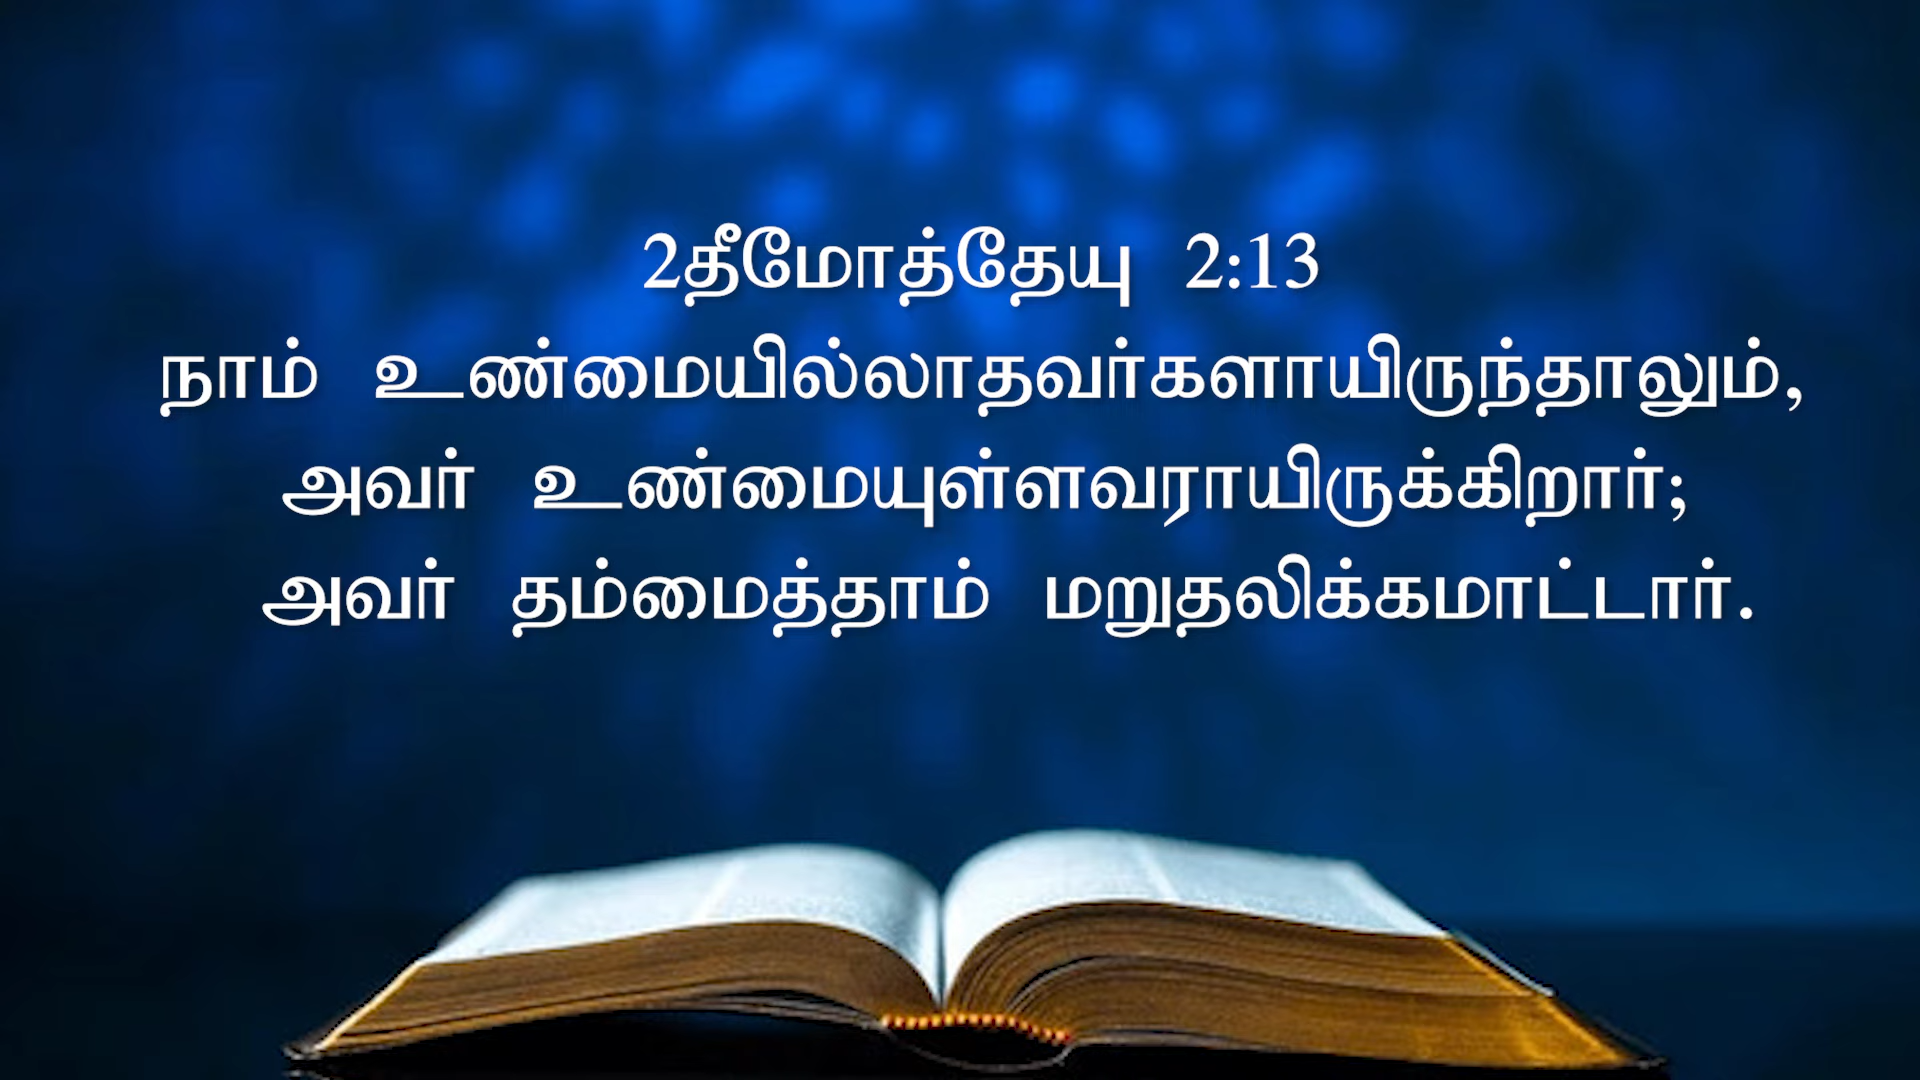 2தீமோத்தேயு 2:13
நாம் உண்மையில்லாதவர்களாயிருந்தாலும்,
அவர் உண்மையுள்ளவராயிருக்கிறார்;
அவர் தம்மைத்தாம் மறுதலிக்கமாட்டார்.